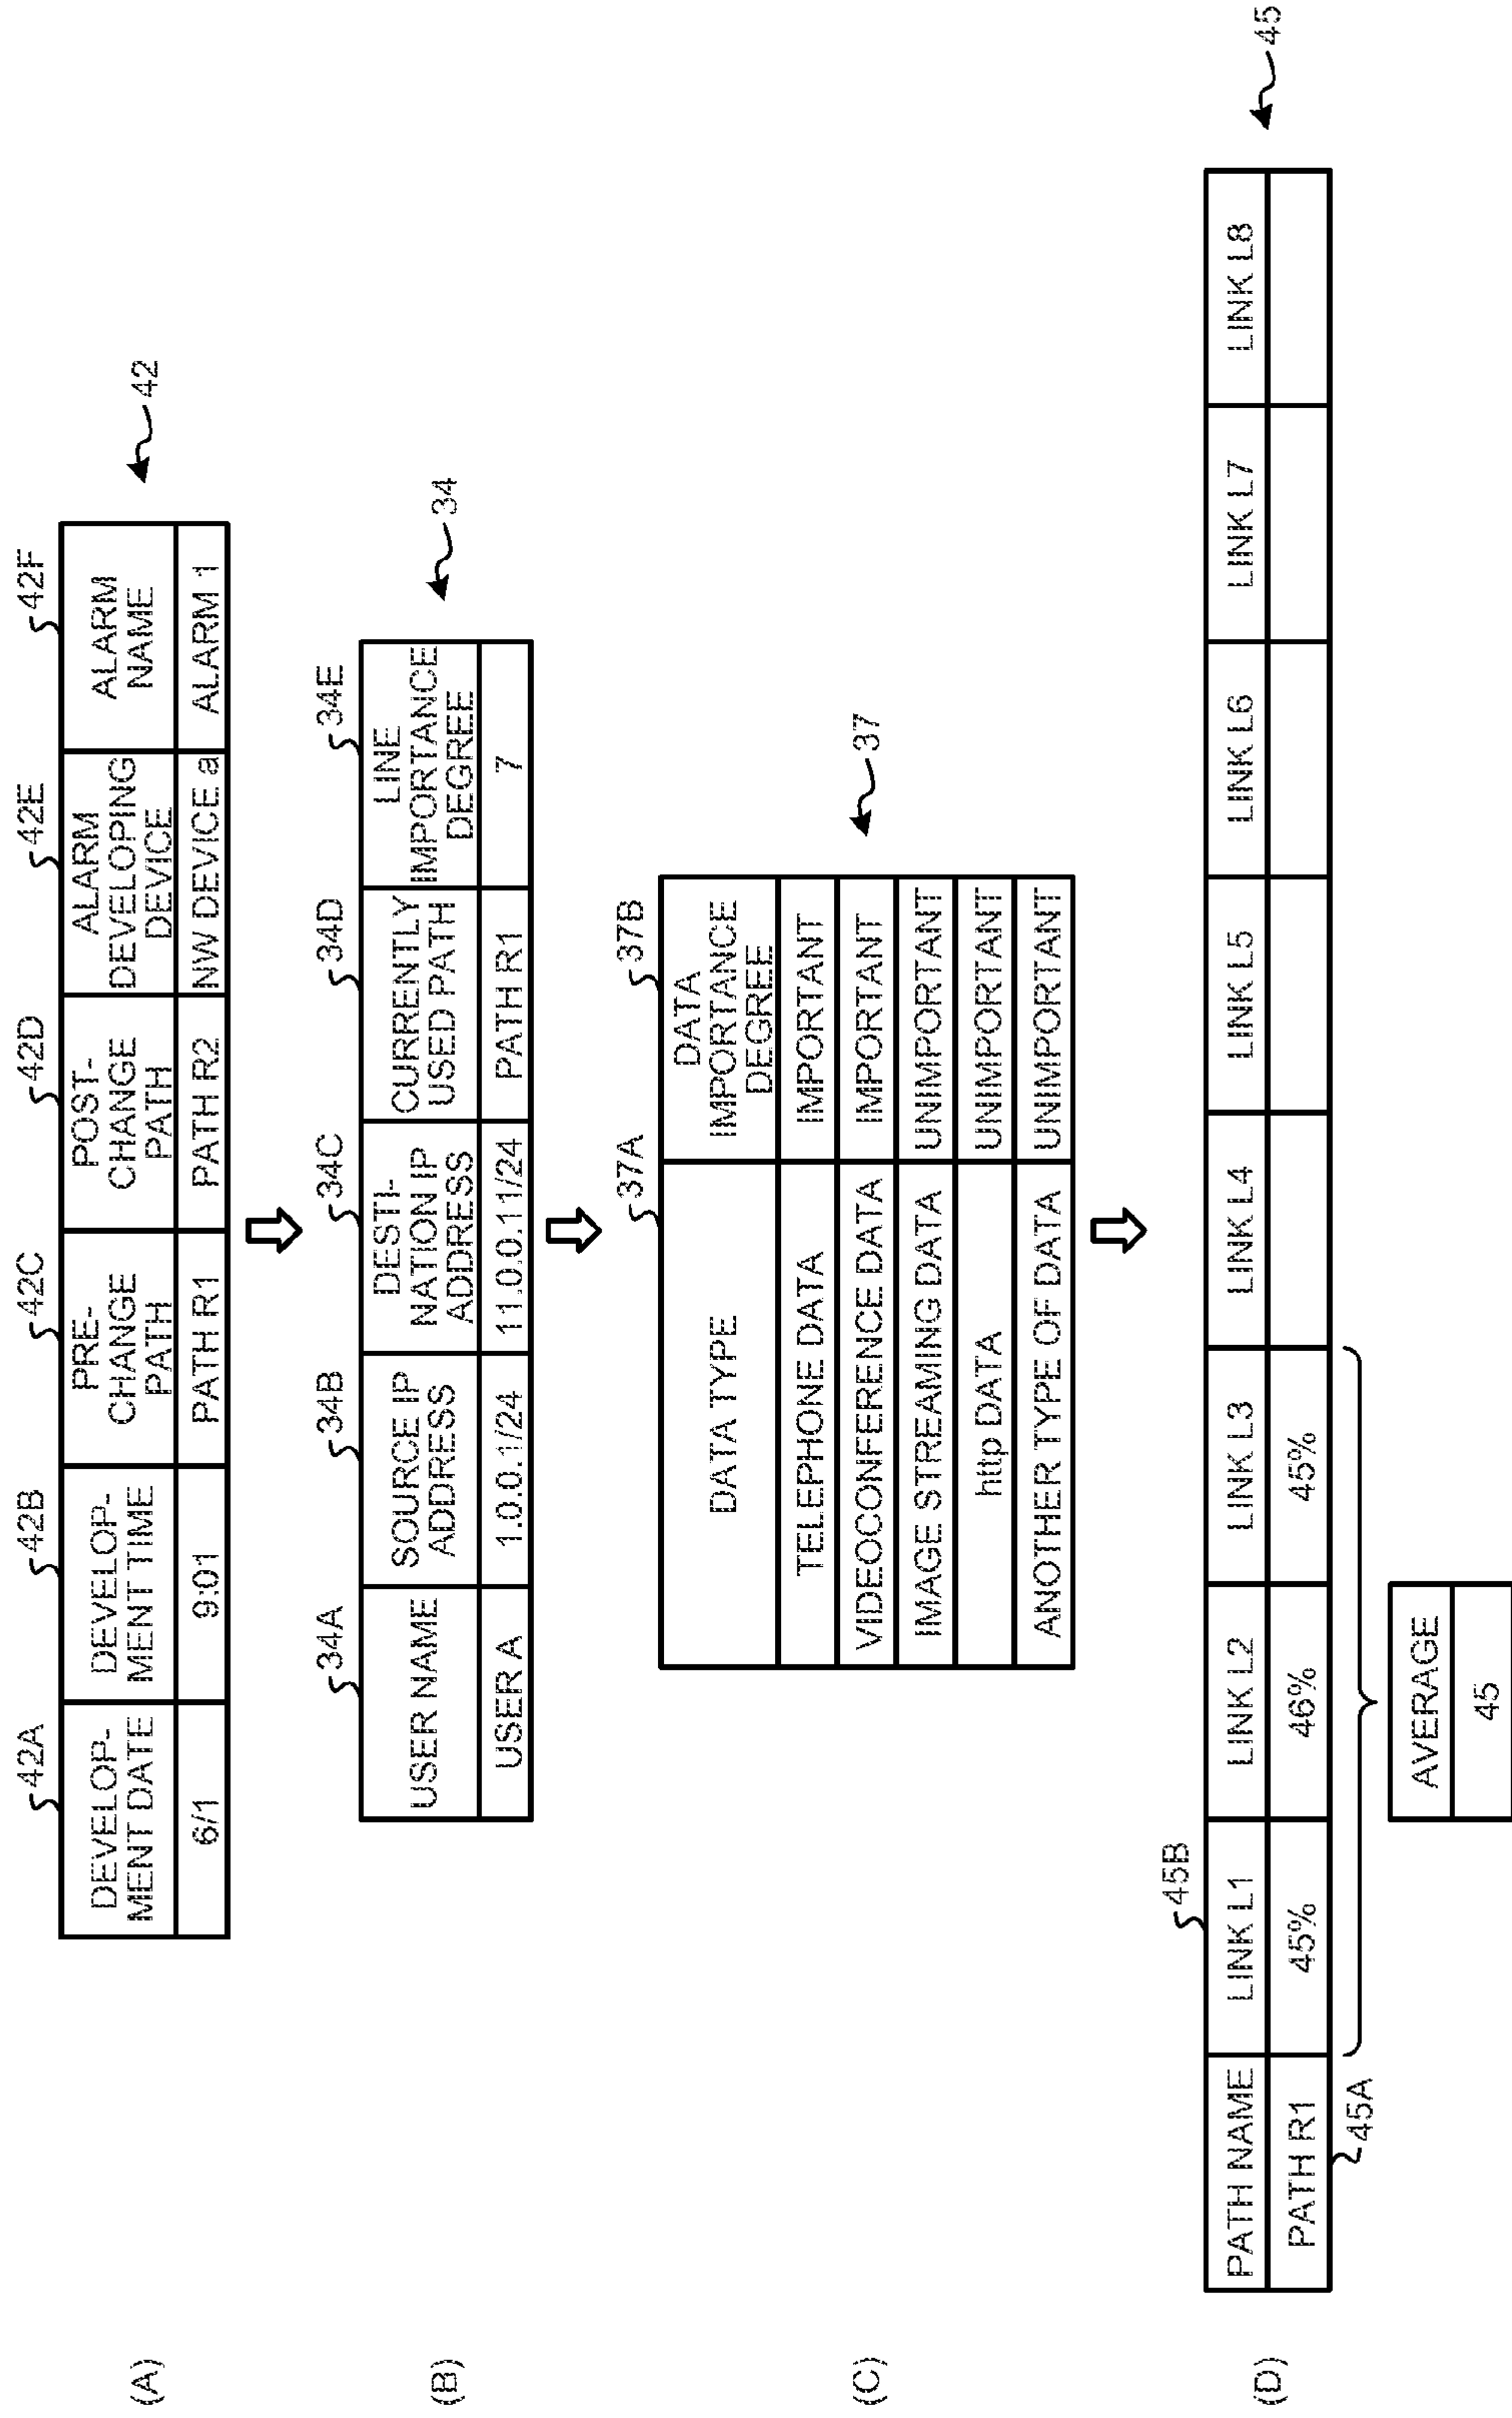 (A)
42
42A
42B
42C
42D
42E
42F
DEVELOP-
MENT DATE
DEVELOP-
MENT TIME
PRE-
CHANGE
PATH
POST-
CHANGE
PATH
ALARM
DEVELOPING
DEVICE
ALARM
NAME
6/1
9:01
PATH R1
PATH R2
NW DEVICE a
ALARM 1
(B)
34
34A
34B
34C
34D
34E
USER NAME
SOURCE IP
ADDRESS
DESTI-
NATION IP
ADDRESS
CURRENTLY
USED PATH
LINE
IMPORTANCE
DEGREE
USER A
1.0.0.1/24
11.0.0.11/24
PATH R1
7
(C)
37
37A
37B
DATA TYPE
DATA
IMPORTANCE
DEGREE
TELEPHONE DATA
IMPORTANT
VIDEOCONFERENCE DATA
IMPORTANT
IMAGE STREAMING DATA
UNIMPORTANT
http DATA
UNIMPORTANT
ANOTHER TYPE OF DATA
UNIMPORTANT
(D)
45
45B
PATH NAME
LINK L1
LINK L2
LINK L3
LINK L4
LINK L5
LINK L6
LINK L7
LINK L8
PATH R1
45%
46%
45%
45A
AVERAGE
45